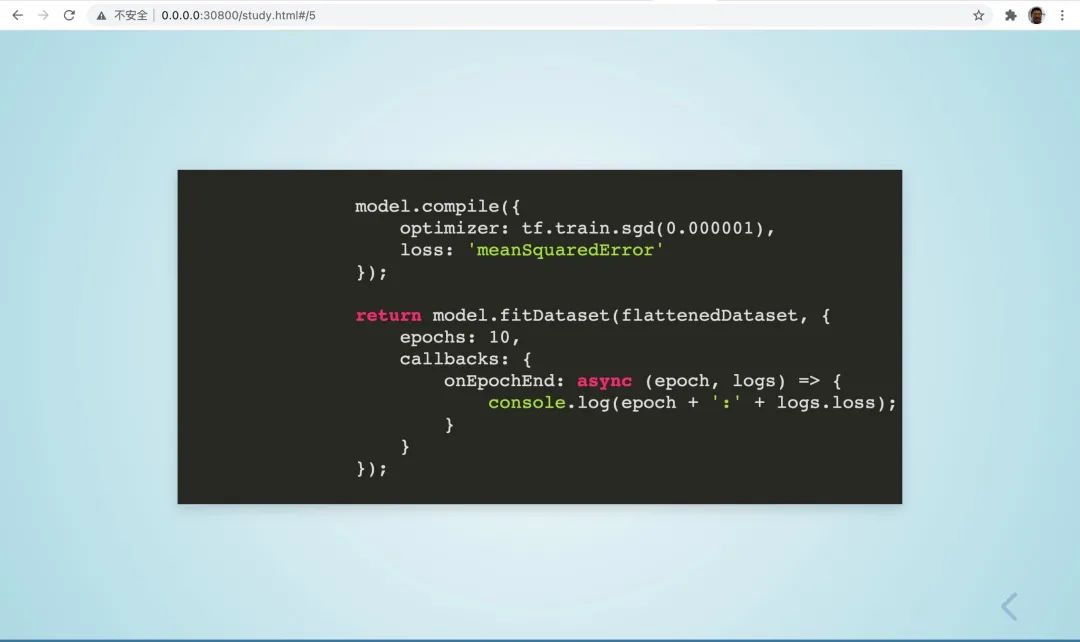 不安全 | 0.0.0.0:30800/study.html#/5
model.compile({
    optimizer: tf.train.sgd(0.000001),
    loss: 'meanSquaredError'
});
return model.fitDataset(flattenedDataset, {
    epochs: 10,
    callbacks: {
        onEpochEnd: async (epoch, logs) => {
            console.log(epoch + ':' + logs.loss);
        }
    }
});